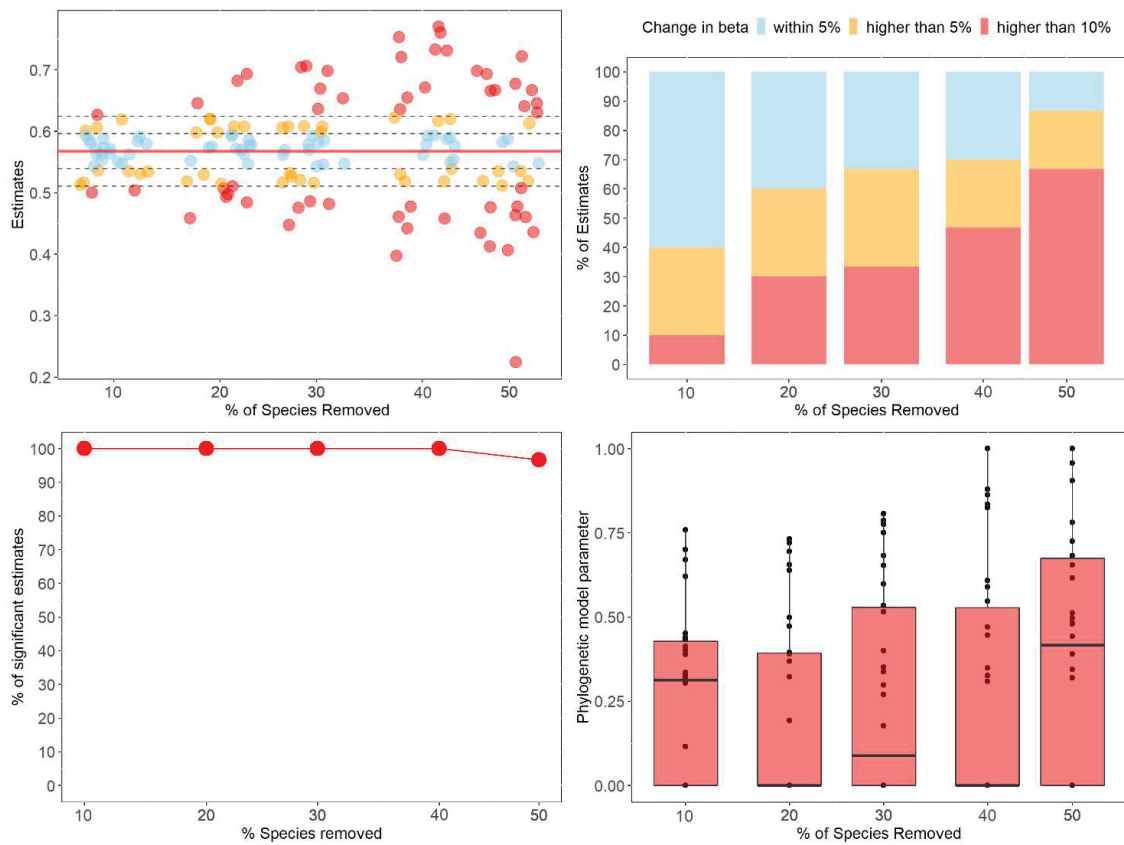 Estimates
0.7
0.6
0.5
0.4
0.3
0.2
10 20 30 40 50
% of Species Removed
Change in beta within 5% higher than 5% higher than 10%
% of Estimates
100
90
80
70
60
50
40
30
20
10
0
10 20 30 40 50
% of Species Removed
% of significant estimates
100
90
80
70
60
50
40
30
20
10
0
10 20 30 40 50
% Species removed
Phylogenetic model parameter
1.00
0.75
0.50
0.25
0.00
10 20 30 40 50
% of Species Removed